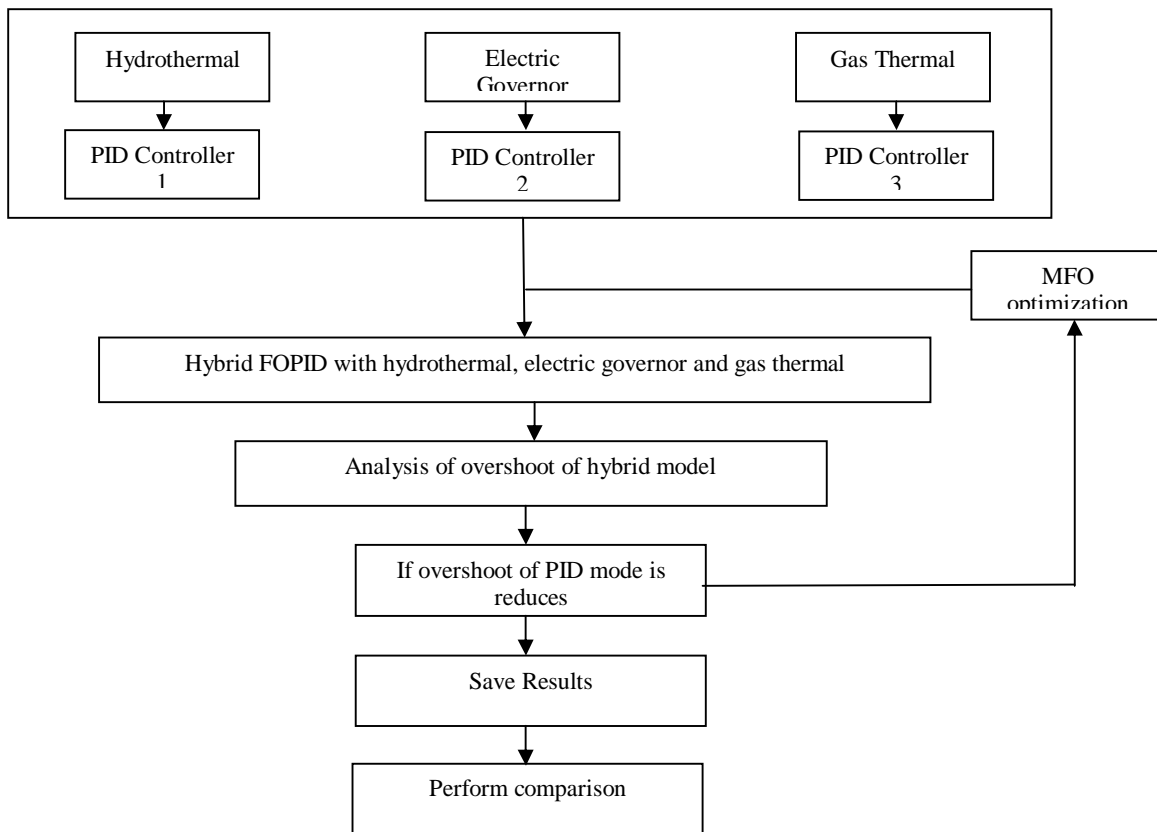 Hydrothermal
Electric
Governor
Gas Thermal
PID Controller
1
PID Controller
2
PID Controller
3
MFO
optimization
Hybrid FOPID with hydrothermal, electric governor and gas thermal
Analysis of overshoot of hybrid model
If overshoot of PID mode is
reduces
Save Results
Perform comparison